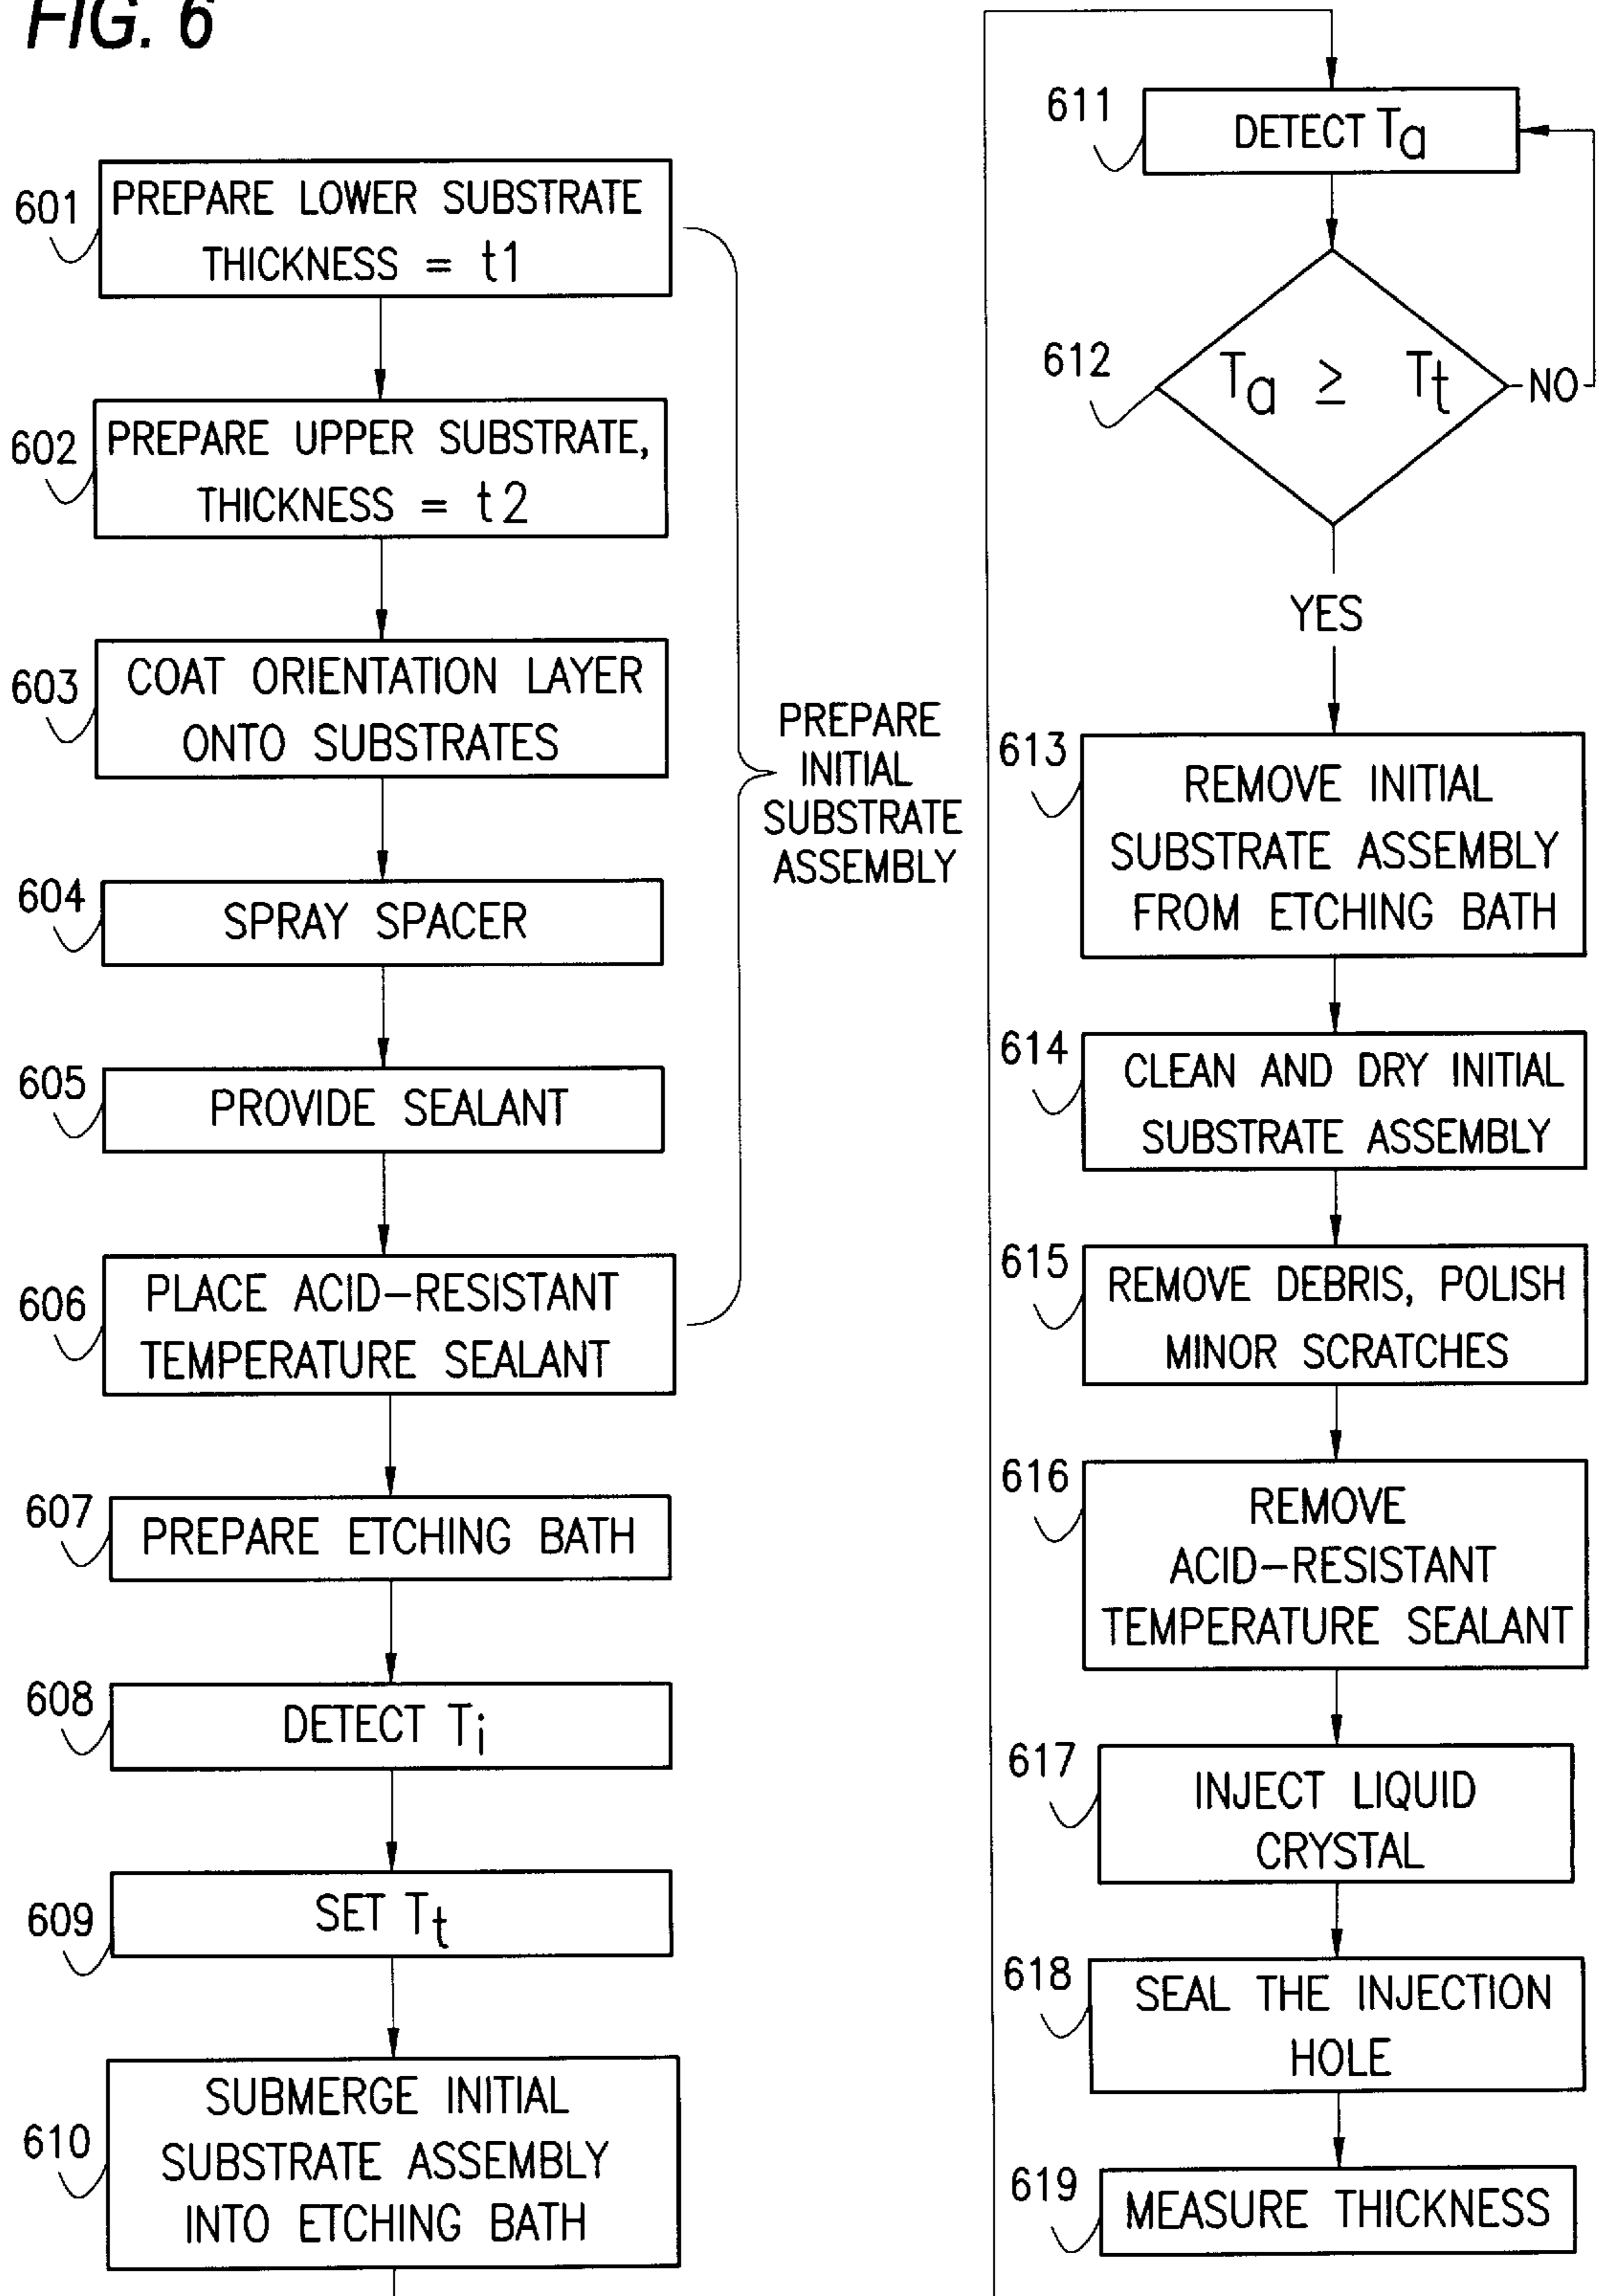 FIG. 6
601
PREPARE LOWER SUBSTRATE
THICKNESS = t1
602
PREPARE UPPER SUBSTRATE,
THICKNESS = t2
603
COAT ORIENTATION LAYER
ONTO SUBSTRATES
604
SPRAY SPACER
605
PROVIDE SEALANT
606
PLACE ACID-RESISTANT
TEMPERATURE SEALANT
PREPARE
INITIAL
SUBSTRATE
ASSEMBLY
607
PREPARE ETCHING BATH
608
DETECT Ti
609
SET Tt
610
SUBMERGE INITIAL
SUBSTRATE ASSEMBLY
INTO ETCHING BATH
611
DETECT Ta
612
Ta ≥ Tt
NO
YES
613
REMOVE INITIAL
SUBSTRATE ASSEMBLY
FROM ETCHING BATH
614
CLEAN AND DRY INITIAL
SUBSTRATE ASSEMBLY
615
REMOVE DEBRIS, POLISH
MINOR SCRATCHES
616
REMOVE
ACID-RESISTANT
TEMPERATURE SEALANT
617
INJECT LIQUID
CRYSTAL
618
SEAL THE INJECTION
HOLE
619
MEASURE THICKNESS